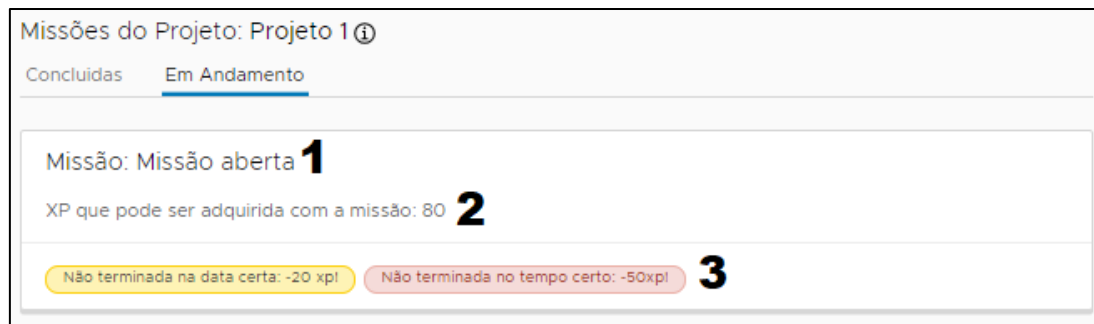 Missões do Projeto: Projeto 1
Concluidas Em Andamento
Missão: Missão aberta 1
XP que pode ser adquirida com a missão: 80 2
Não terminada na data certa: -20 xp! Não terminada no tempo certo: -50xp! 3